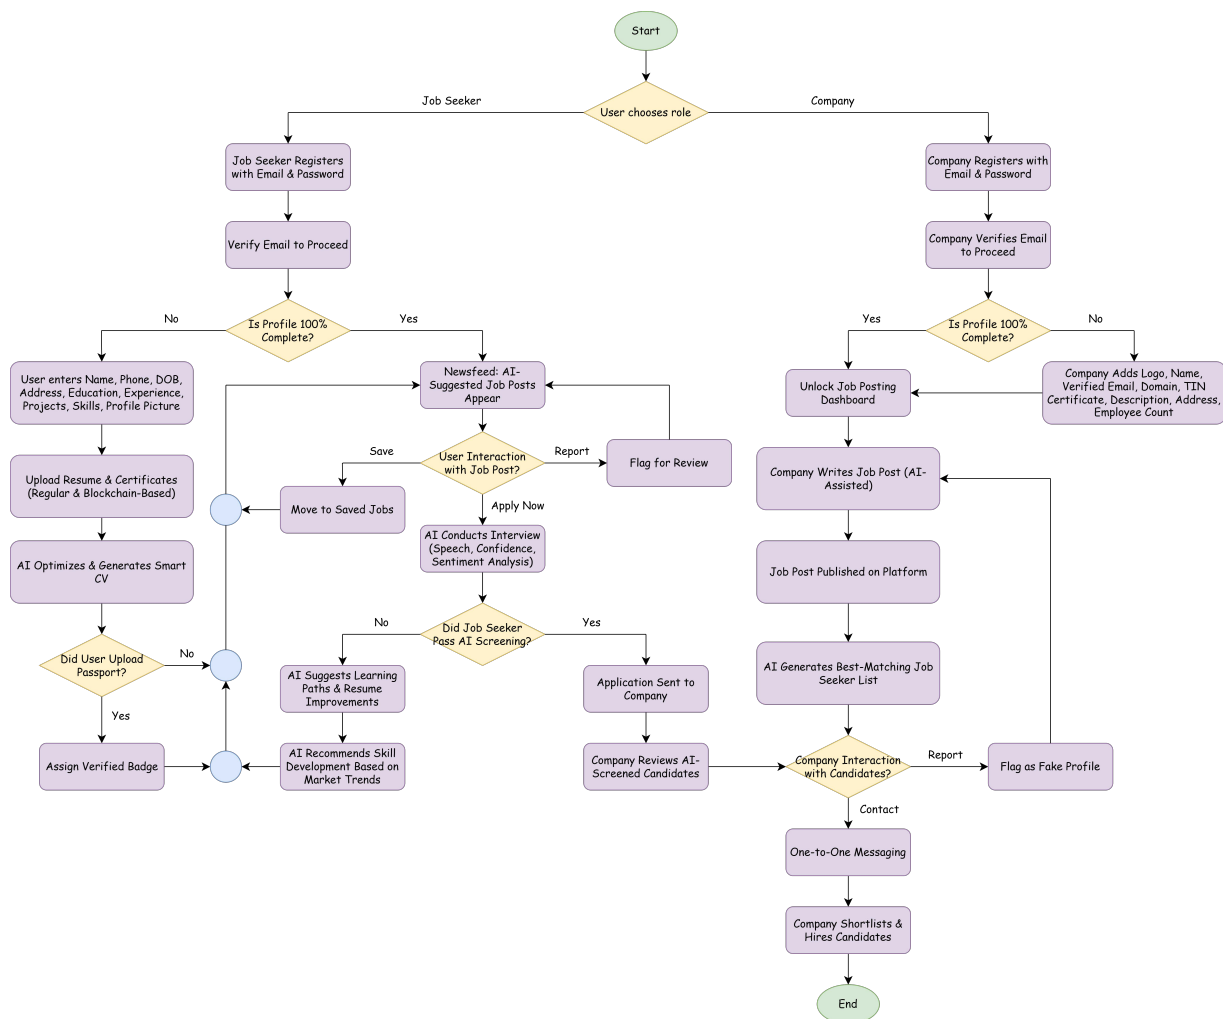 Start
Job Seeker
User chooses role
Company
Job Seeker Registers
with Email & Password
Company Registers with
Email & Password
Verify Email to Proceed
Company Verifies Email
to Proceed
No
Is Profile 100%
Complete?
Yes
Yes
Is Profile 100%
Complete?
No
User enters Name, Phone, DOB,
Address, Education, Experience,
Projects, Skills, Profile Picture
Newsfeed: AI-
Suggested Job Posts
Appear
Unlock Job Posting
Dashboard
Company Adds Logo, Name,
Verified Email, Domain, TIN
Certificate, Description, Address,
Employee Count
Save
User Interaction
with Job Post?
Report
Flag for Review
Upload Resume & Certificates
(Regular & Blockchain-Based)
Move to Saved Jobs
Apply Now
Company Writes Job Post (AI-
Assisted)
AI Optimizes & Generates Smart
CV
AI Conducts Interview
(Speech, Confidence,
Sentiment Analysis)
Job Post Published on Platform
No
Did Job Seeker
Pass AI Screening?
Yes
Did User Upload
Passport?
No
AI Suggests Learning
Paths & Resume
Improvements
Application Sent to
Company
AI Generates Best-Matching Job
Seeker List
Yes
Assign Verified Badge
AI Recommends Skill
Development Based on
Market Trends
Company Reviews AI-
Screened Candidates
Company Interaction
with Candidates?
Report
Flag as Fake Profile
Contact
One-to-One Messaging
Company Shortlists &
Hires Candidates
End